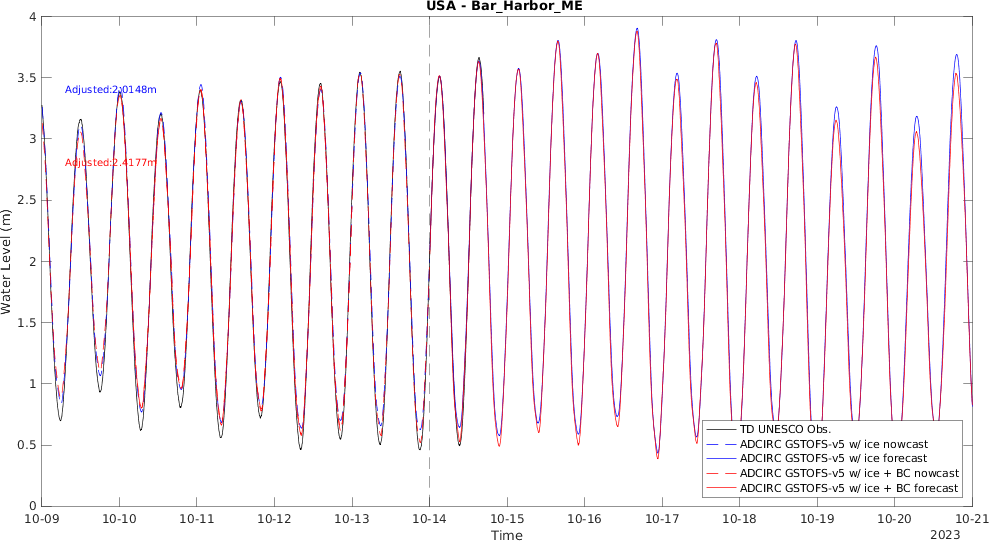 USA - Bar_Harbor_ME
4
3.5
3
2.5
2
1.5
1
0.5
0
Water Level (m)
Adjusted:2.0148m
Adjusted:2.4177m
TD UNESCO Obs.
ADCIRC GSTOFS-v5 w/ ice nowcast
ADCIRC GSTOFS-v5 w/ ice forecast
ADCIRC GSTOFS-v5 w/ ice + BC nowcast
ADCIRC GSTOFS-v5 w/ ice + BC forecast
10-09 10-10 10-11 10-12 10-13 10-14 10-15 10-16 10-17 10-18 10-19 10-20 10-21
Time
2023